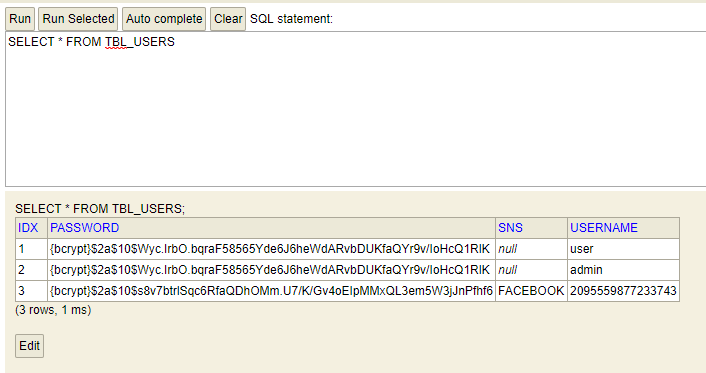 Run Run Selected Auto complete Clear SQL statement:
SELECT * FROM TBL_USERS
SELECT * FROM TBL_USERS;
IDX PASSWORD SNS USERNAME
1 {bcrypt}$2a$10$Wyc.IrbO.bqraF58565Yde6J6heWdARvbDUKfaQYr9v/IoHcQ1RIK null user
2 {bcrypt}$2a$10$Wyc.IrbO.bqraF58565Yde6J6heWdARvbDUKfaQYr9v/IoHcQ1RIK null admin
3 {bcrypt}$2a$10$s8v7btrlSqc6RfaQDhOMm.U7/K/Gv4oEIpMMxQL3em5W3jJnPfhf6 FACEBOOK 2095559877233743
(3 rows, 1 ms)
Edit